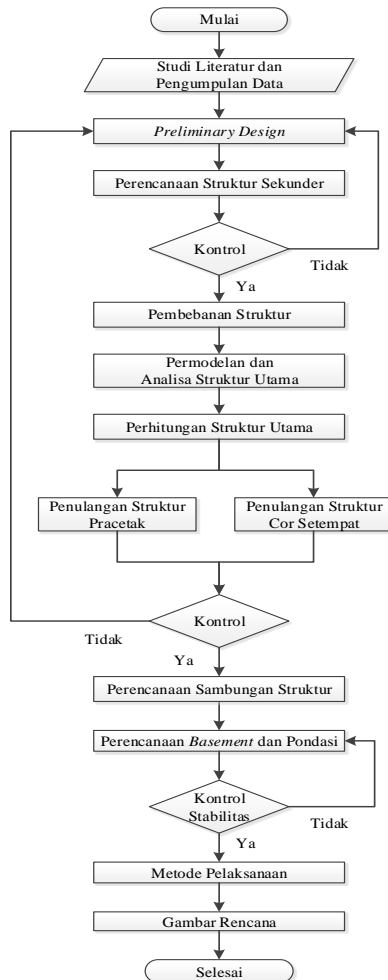 Mulai
Studi Literatur dan
Pengumpulan Data
Preliminary Design
Perencanaan Struktur Sekunder
Kontrol
Tidak
Ya
Pembebanan Struktur
Permodelan dan
Analisa Struktur Utama
Perhitungan Struktur Utama
Penulangan Struktur
Pracetak
Penulangan Struktur
Cor Setempat
Kontrol
Tidak
Ya
Perencanaan Sambungan Struktur
Perencanaan Basement dan Pondasi
Kontrol
Stabilitas
Tidak
Ya
Metode Pelaksanaan
Gambar Rencana
Selesai